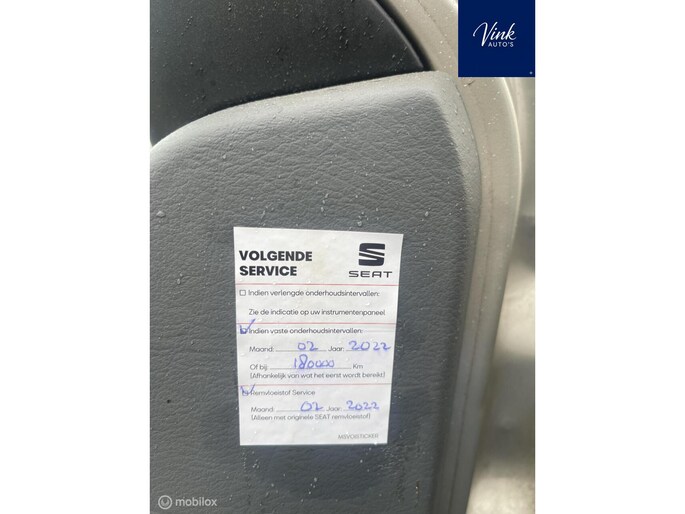 Vink
AUTO'S
VOLGENDE
SERVICE
SEAT
Indien verlengde onderhoudsintervallen:
Zie de indicatie op uw instrumentenpaneel
Indien vaste onderhoudsintervallen:
Maand: 02 Jaar: 2022
Of bij: 180000 Km
(Afhankelijk van wat het eerst wordt bereikt)
Remvloeistof Service
Maand: 02 Jaar: 2022
(Alleen met originele SEAT remvloeistof)
MSVERSTICKER
mobilox